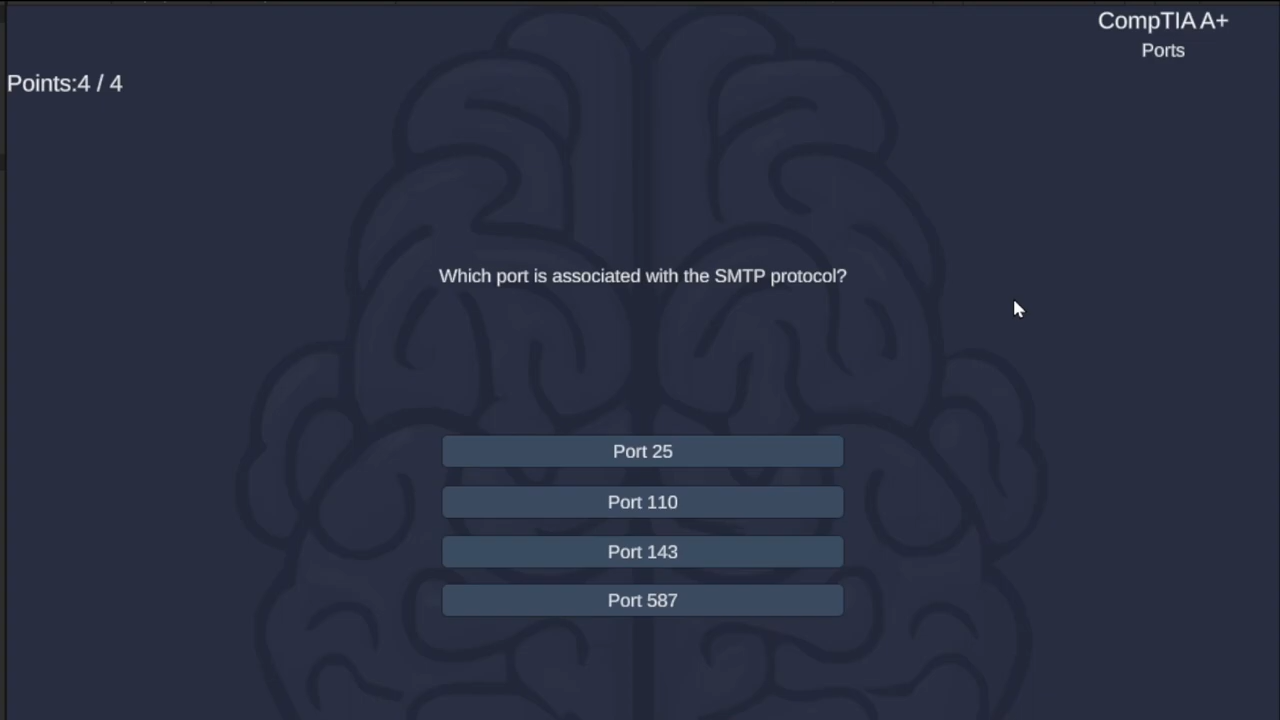 CompTIA A+
Ports
Points:4 / 4
Which port is associated with the SMTP protocol?
Port 25
Port 110
Port 143
Port 587